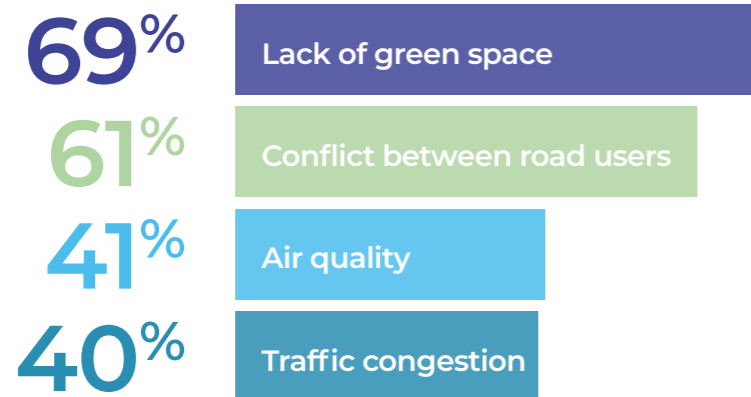 69% Lack of green space
61% Conflict between road users
41% Air quality
40% Traffic congestion